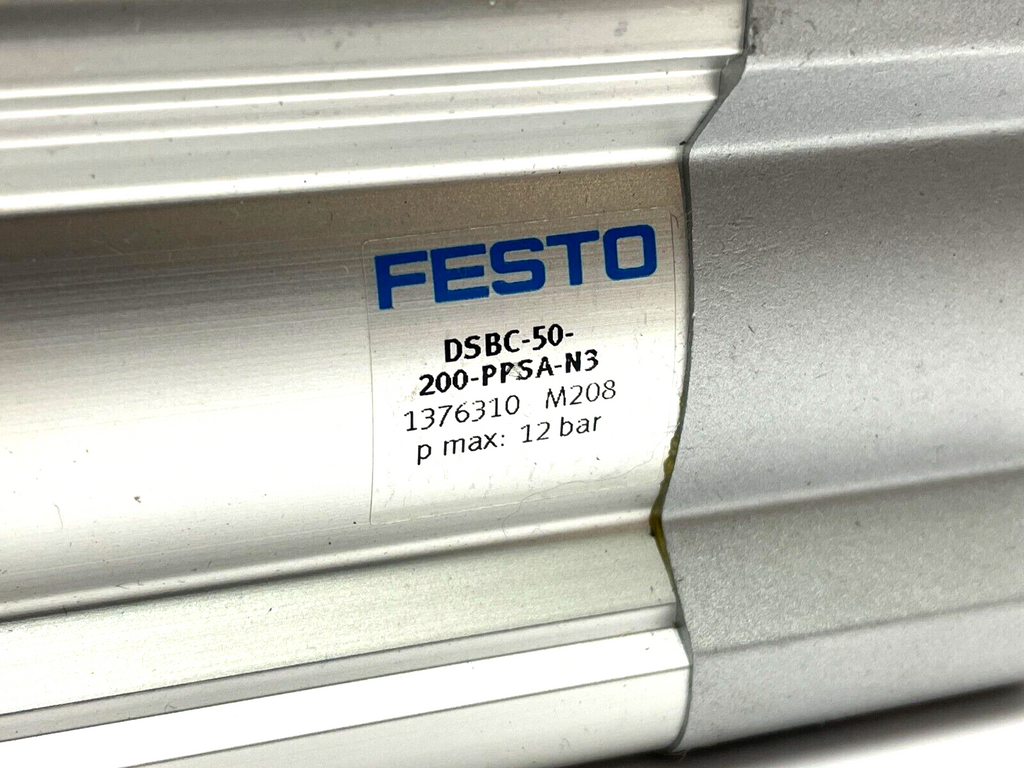 FESTO
DSBC-50-
200-PPSA-N3
1376310 M208
p max: 12 bar